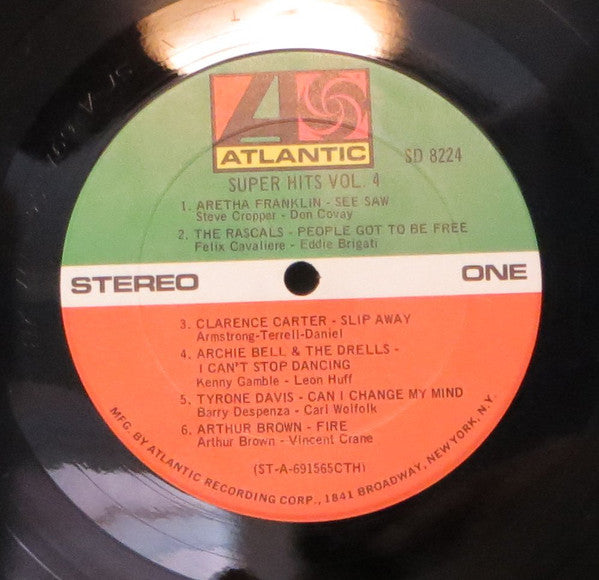 ATLANTIC
SD 8224
SUPER HITS VOL. 4
1. ARETHA FRANKLIN - SEE SAW
Steve Cropper - Don Covay
2. THE RASCALS - PEOPLE GOT TO BE FREE
Felix Cavaliere - Eddie Brigati
STEREO ONE
3. CLARENCE CARTER - SLIP AWAY
Armstrong-Terrell-Daniel
4. ARCHIE BELL & THE DRELLS -
I CAN'T STOP DANCING
Kenny Gamble - Leon Huff
5. TYRONE DAVIS - CAN I CHANGE MY MIND
Barry Despenza - Carl Wolfolk
6. ARTHUR BROWN - FIRE
Arthur Brown - Vincent Crane
(ST-A-691565CTH)
MFG. BY ATLANTIC RECORDING CORP., 1841 BROADWAY, NEW YORK, N.Y.